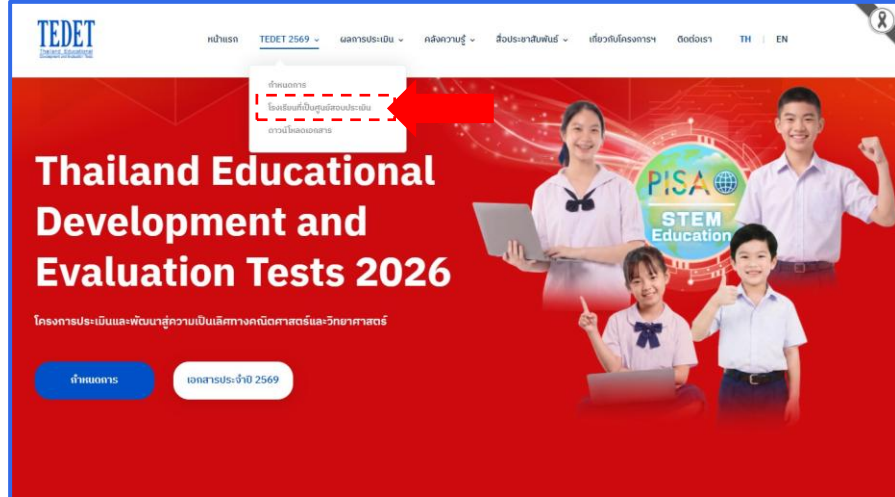 TEDET
Thailand Educational
Development and Evaluation Tests
หน้าแรก
TEDET 2569
ผลการประเมิน
คลังความรู้
สื่อประชาสัมพันธ์
เกี่ยวกับโครงการฯ
ติดต่อเรา
TH | EN
กำหนดการ
โรงเรียนที่เป็นศูนย์สอบประเมิน
ดาวน์โหลดเอกสาร
Thailand Educational
Development and
Evaluation Tests 2026
โครงการประเมินและพัฒนาสู่ความเป็นเลิศทางคณิตศาสตร์และวิทยาศาสตร์
กำหนดการ
เอกสารประจำปี 2569
PISA
STEM
Education